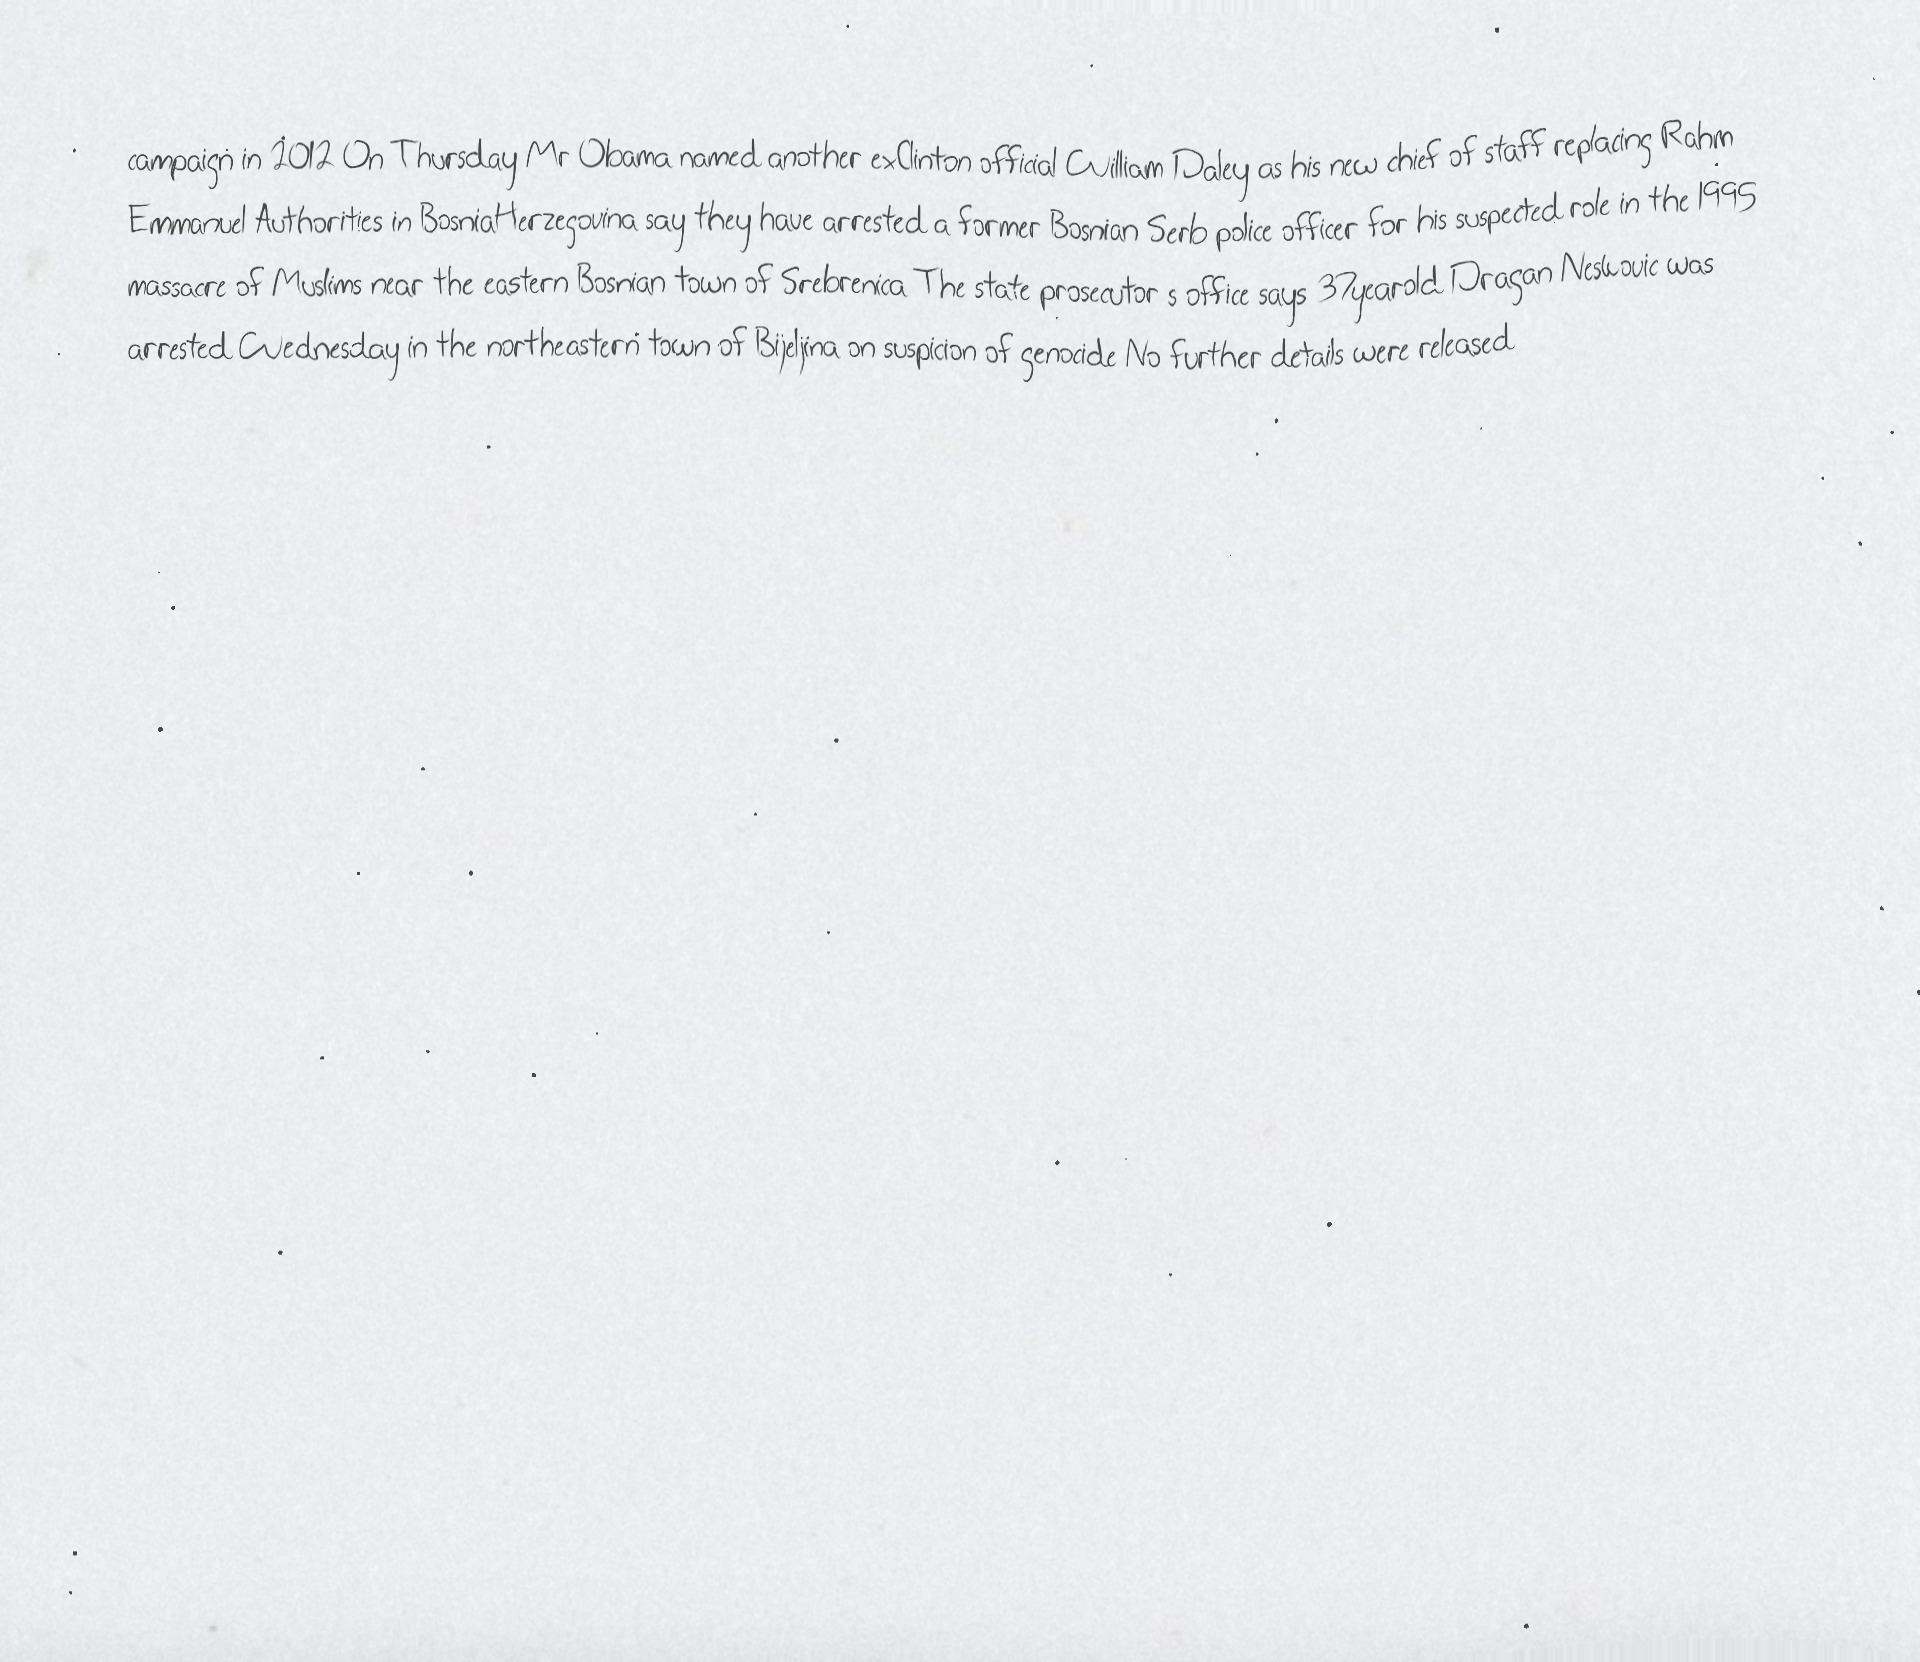 campaign in 2012 On Thursday Mr Obama named another exClinton official William Daley as his new chief of staff replacing Rahm
Emmanuel Authorities in BosniaHerzegovina say they have arrested a former Bosnian Serb police officer for his suspected role in the 1995
massacre of Muslims near the eastern Bosnian town of Srebrenica The state prosecutor s office says 37yearold Dragan Neskovic was
arrested Wednesday in the northeastern town of Bijeljina on suspicion of genocide No further details were released